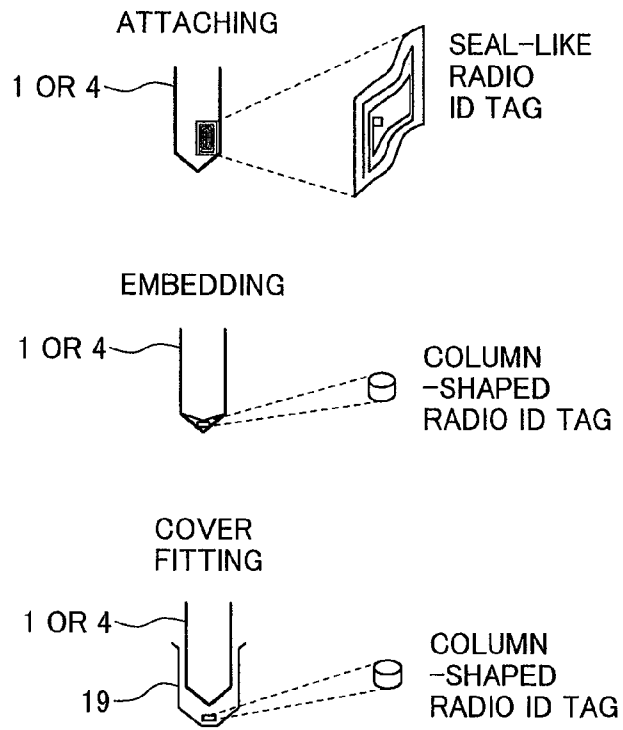 ATTACHING
1 OR 4
SEAL-LIKE
RADIO
ID TAG
EMBEDDING
1 OR 4
COLUMN
-SHAPED
RADIO ID TAG
COVER
FITTING
1 OR 4
19
COLUMN
-SHAPED
RADIO ID TAG